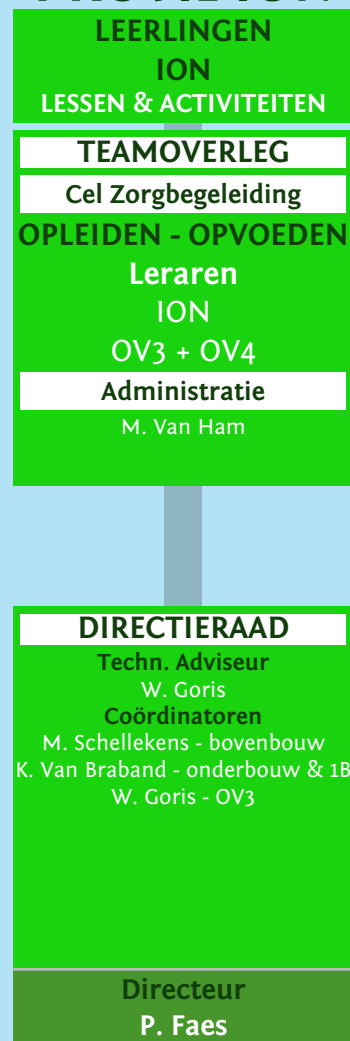 LEERLINGEN
ION
LESSEN & ACTIVITEITEN
TEAMOVERLEG
Cel Zorgbegeleiding
OPLEIDEN - OPVOEDEN
Leraren
ION
OV3 + OV4
Administratie
M. Van Ham
DIRECTIERAAD
Techn. Adviseur
W. Goris
Coördinatoren
M. Schellekens - bovenbouw
K. Van Braband - onderbouw & 1B
W. Goris - OV3
Directeur
P. Faes